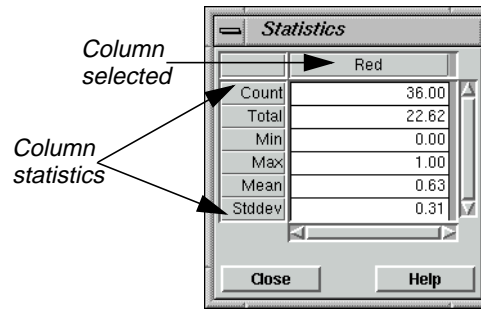 Statistics
Column
selected
Red
Count 36.00
Total 22.62
Min 0.00
Max 1.00
Mean 0.63
Stddev 0.31
Column
statistics
Close Help